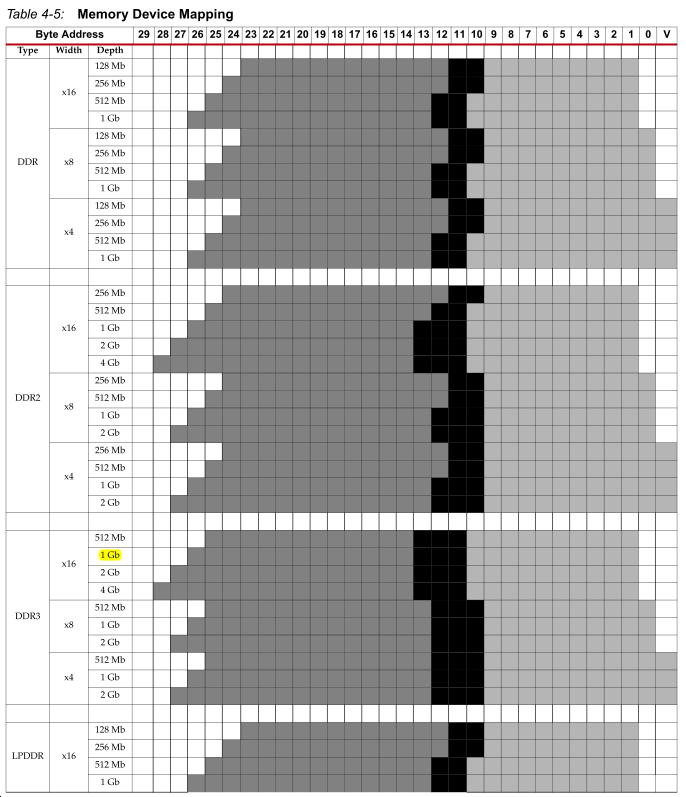 Table 4-5: Memory Device Mapping
Byte Address 29 28 27 26 25 24 23 22 21 20 19 18 17 16 15 14 13 12 11 10 9 8 7 6 5 4 3 2 1 0 V
Type Width Depth
DDR x16 128 Mb
256 Mb
512 Mb
1 Gb
x8 128 Mb
256 Mb
512 Mb
1 Gb
x4 128 Mb
256 Mb
512 Mb
1 Gb
DDR2 x16 256 Mb
512 Mb
1 Gb
2 Gb
4 Gb
x8 256 Mb
512 Mb
1 Gb
2 Gb
x4 256 Mb
512 Mb
1 Gb
2 Gb
DDR3 x16 512 Mb
1 Gb
2 Gb
4 Gb
x8 512 Mb
1 Gb
2 Gb
x4 512 Mb
1 Gb
2 Gb
LPDDR x16 128 Mb
256 Mb
512 Mb
1 Gb